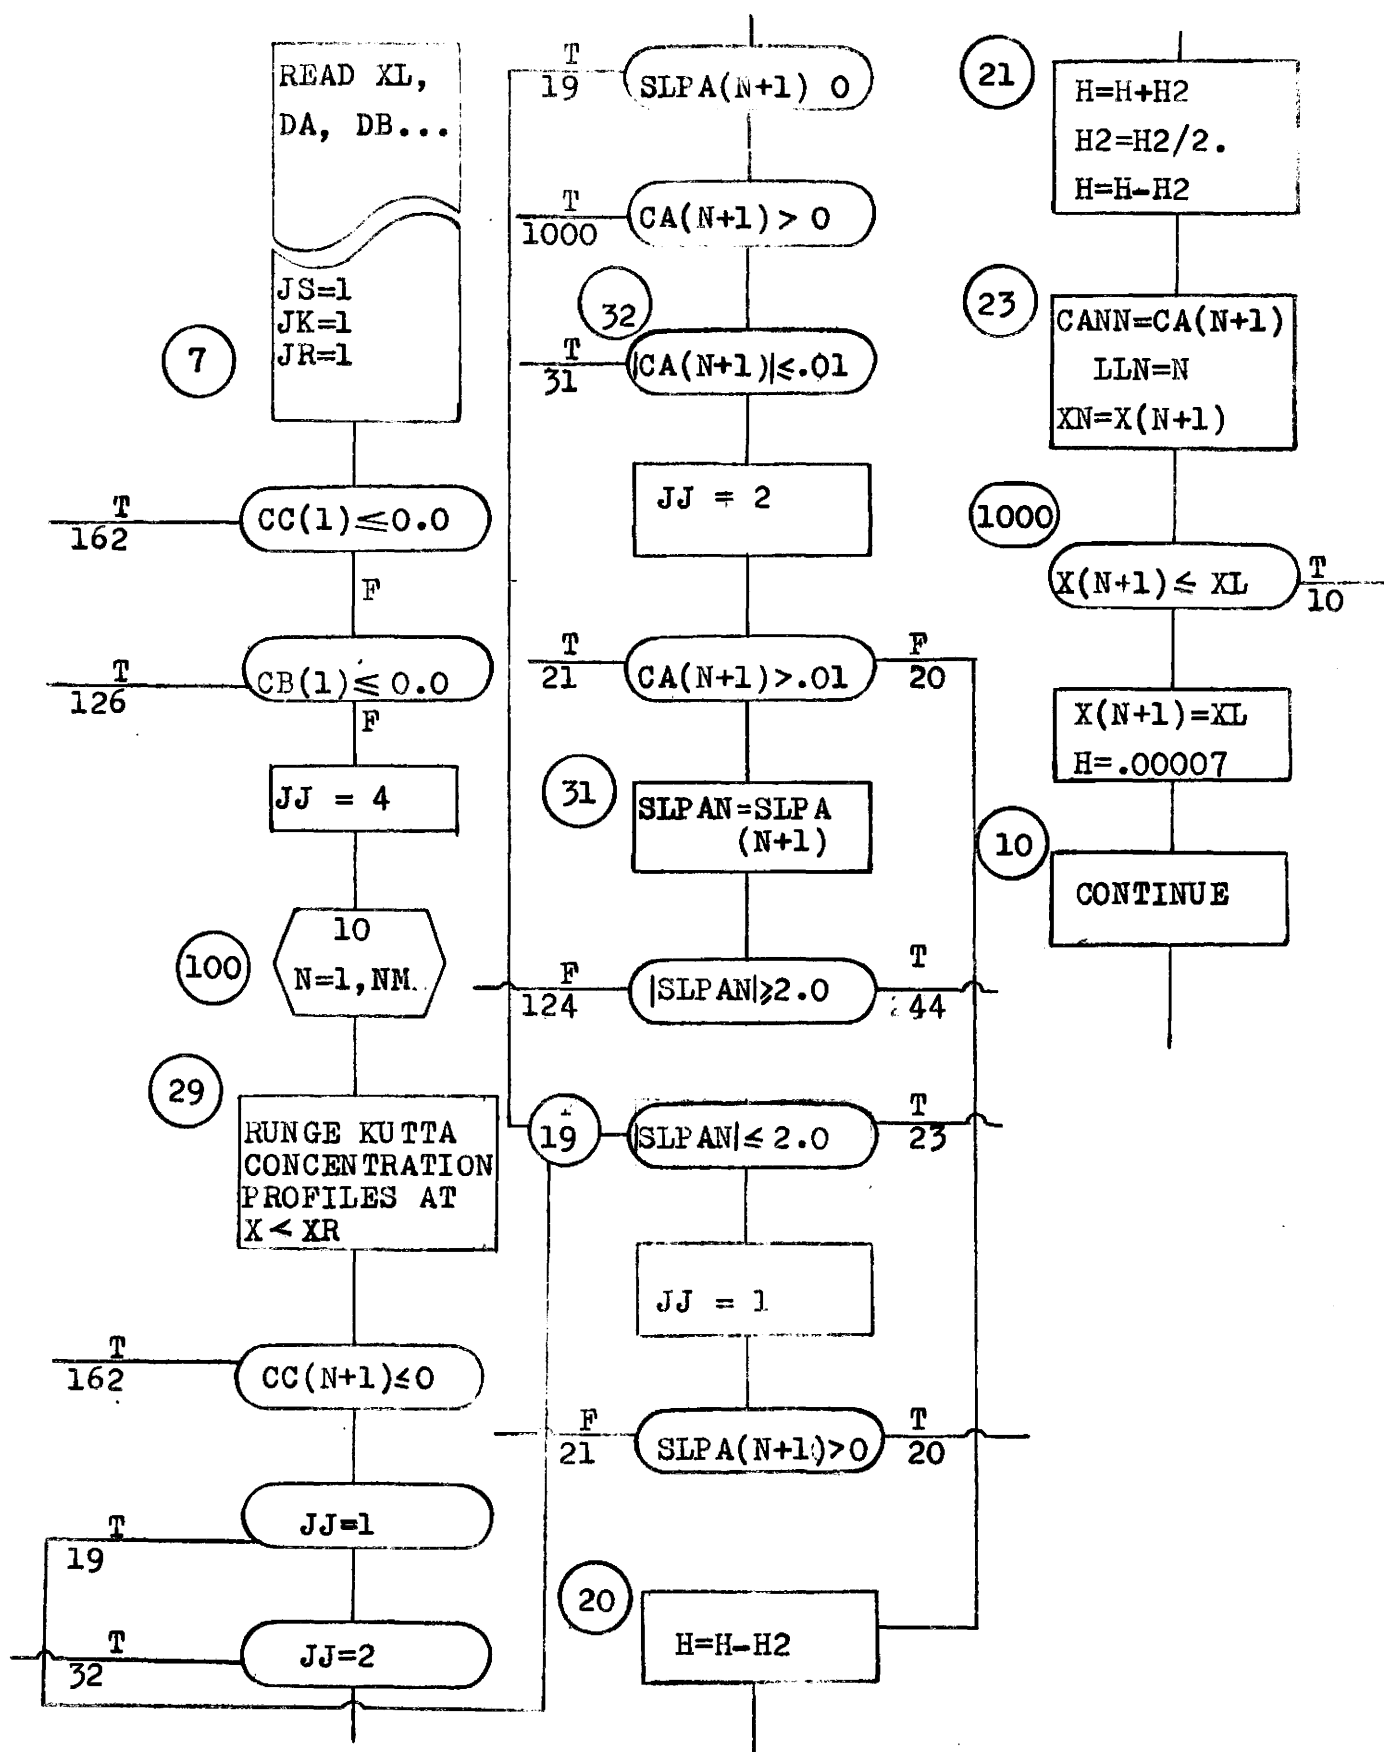 READ XL,
DA, DB...
JS=1
JK=1
JR=1
7
T
162
CC(1)≤0.0
F
T
126
CB(1)≤ 0.0
F
JJ = 4
100
10
N=1,NM
29
RUNGE KUTTA
CONCENTRATION
PROFILES AT
X < XR
T
162
CC(N+1)≤0
T
19
JJ=1
T
32
JJ=2
T
19
SLPA(N+1) 0
T
1000
CA(N+1) > 0
32
T
31
|CA(N+1)|≤.01
JJ = 2
T
21
CA(N+1)>.01
F
20
31
SLPAN=SLPA
(N+1)
F
124
|SLPAN|≥2.0
T
44
19
|SLPAN|≤ 2.0
T
23
JJ = 1
F
21
SLPA(N+1)>0
T
20
20
H=H-H2
21
H=H+H2
H2=H2/2.
H=H-H2
23
CANN=CA(N+1)
LLN=N
XN=X(N+1)
1000
X(N+1)≤ XL
T
10
X(N+1)=XL
H=.00007
10
CONTINUE